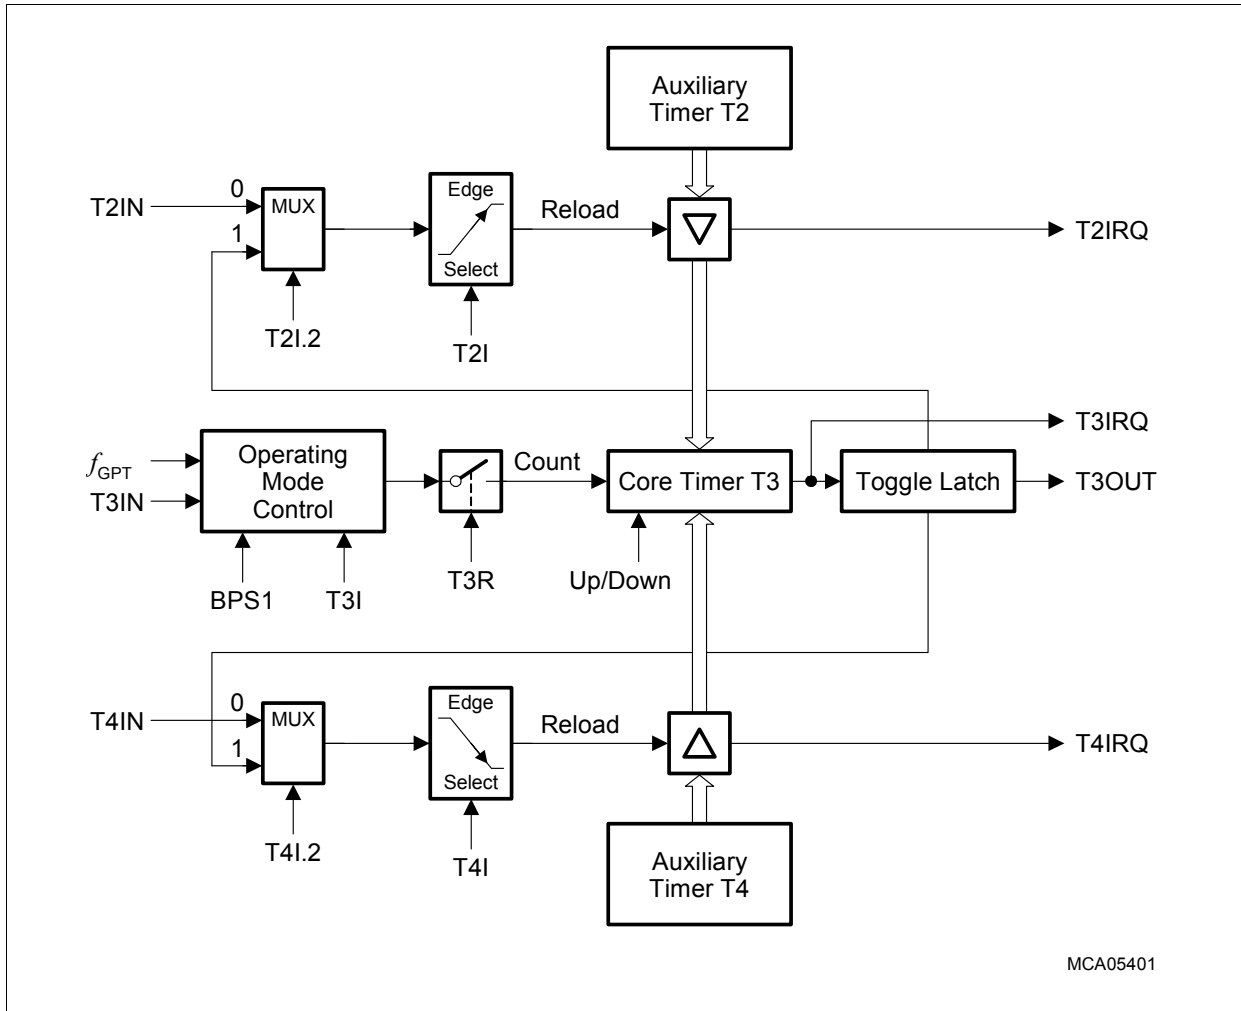 Auxiliary
Timer T2
T2IN
0
1
MUX
Edge
Select
Reload
T2IRQ
T2I.2
T2I
T3IRQ
fGPT
T3IN
Operating
Mode
Control
Count
Core Timer T3
Toggle Latch
T3OUT
BPS1
T3I
T3R
Up/Down
T4IN
0
1
MUX
Edge
Select
Reload
T4IRQ
T4I.2
T4I
Auxiliary
Timer T4
MCA05401